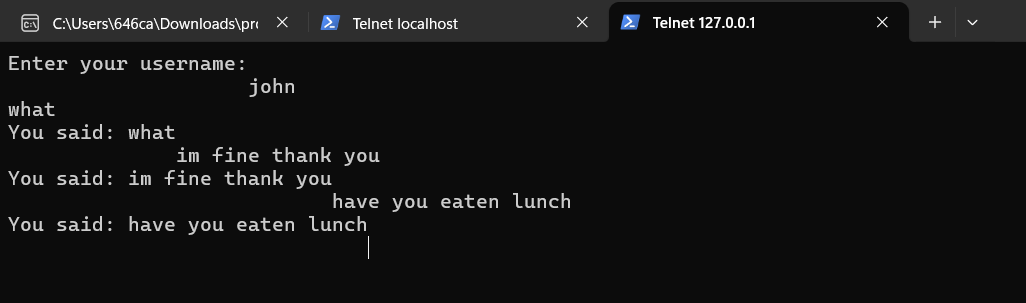 C:\Users\646ca\Downloads\pro
Telnet localhost
Telnet 127.0.0.1
Enter your username:
john
what
You said: what
im fine thank you
You said: im fine thank you
have you eaten lunch
You said: have you eaten lunch